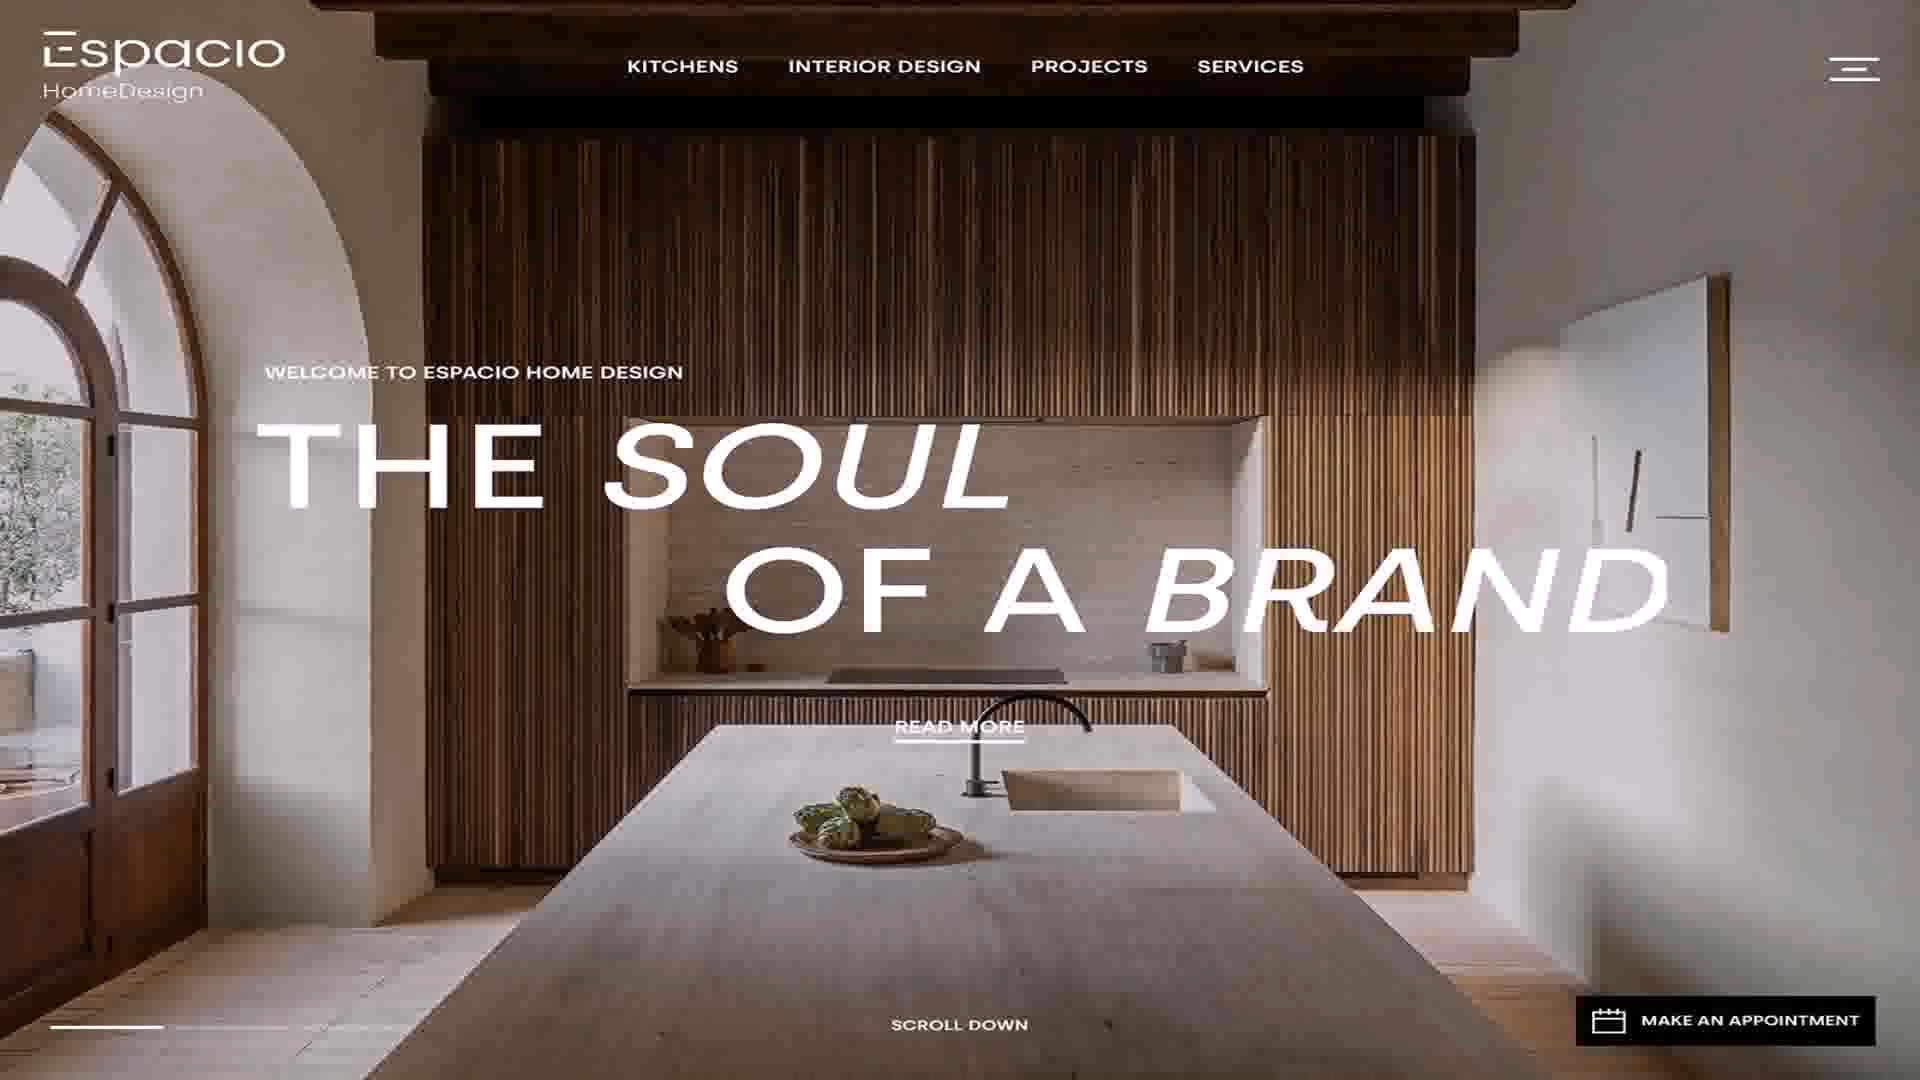 Espacio
HomeDesign
KITCHENS INTERIOR DESIGN PROJECTS SERVICES
WELCOME TO ESPACIO HOME DESIGN
THE SOUL
OF A BRAND
READ MORE
SCROLL DOWN
MAKE AN APPOINTMENT